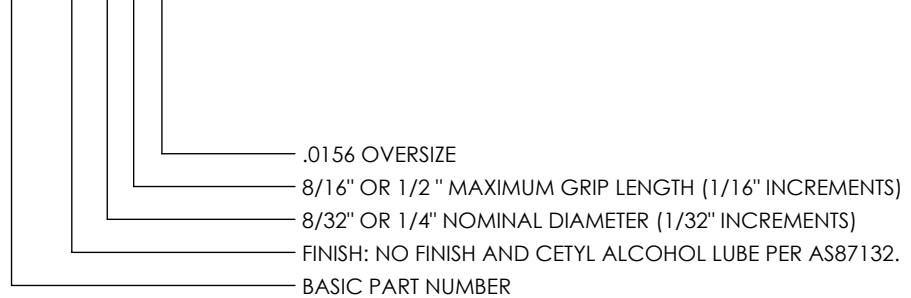 .0156 OVERSIZE
8/16" OR 1/2 " MAXIMUM GRIP LENGTH (1/16" INCREMENTS)
8/32" OR 1/4" NOMINAL DIAMETER (1/32" INCREMENTS)
FINISH: NO FINISH AND CETYL ALCOHOL LUBE PER AS87132.
BASIC PART NUMBER